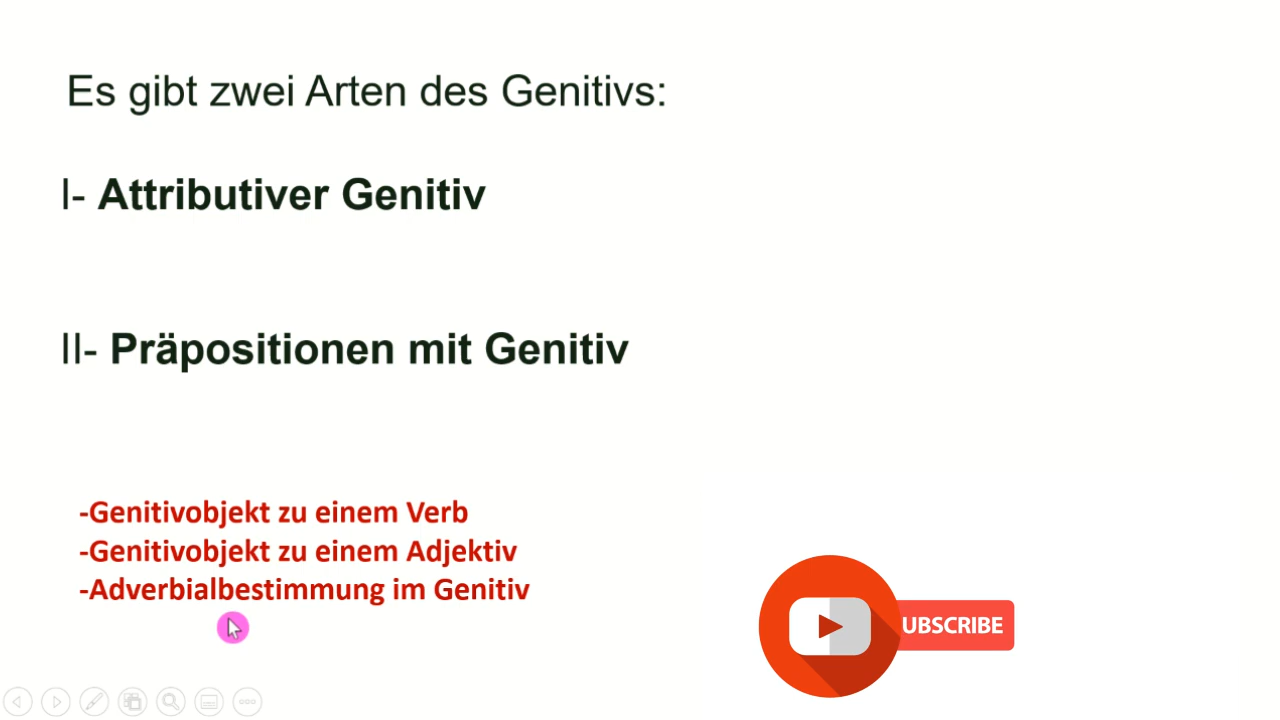 Es gibt zwei Arten des Genitivs:
I- Attributiver Genitiv
II- Präpositionen mit Genitiv
-Genitivobjekt zu einem Verb
-Genitivobjekt zu einem Adjektiv
-Adverbialbestimmung im Genitiv
UBSCRIBE